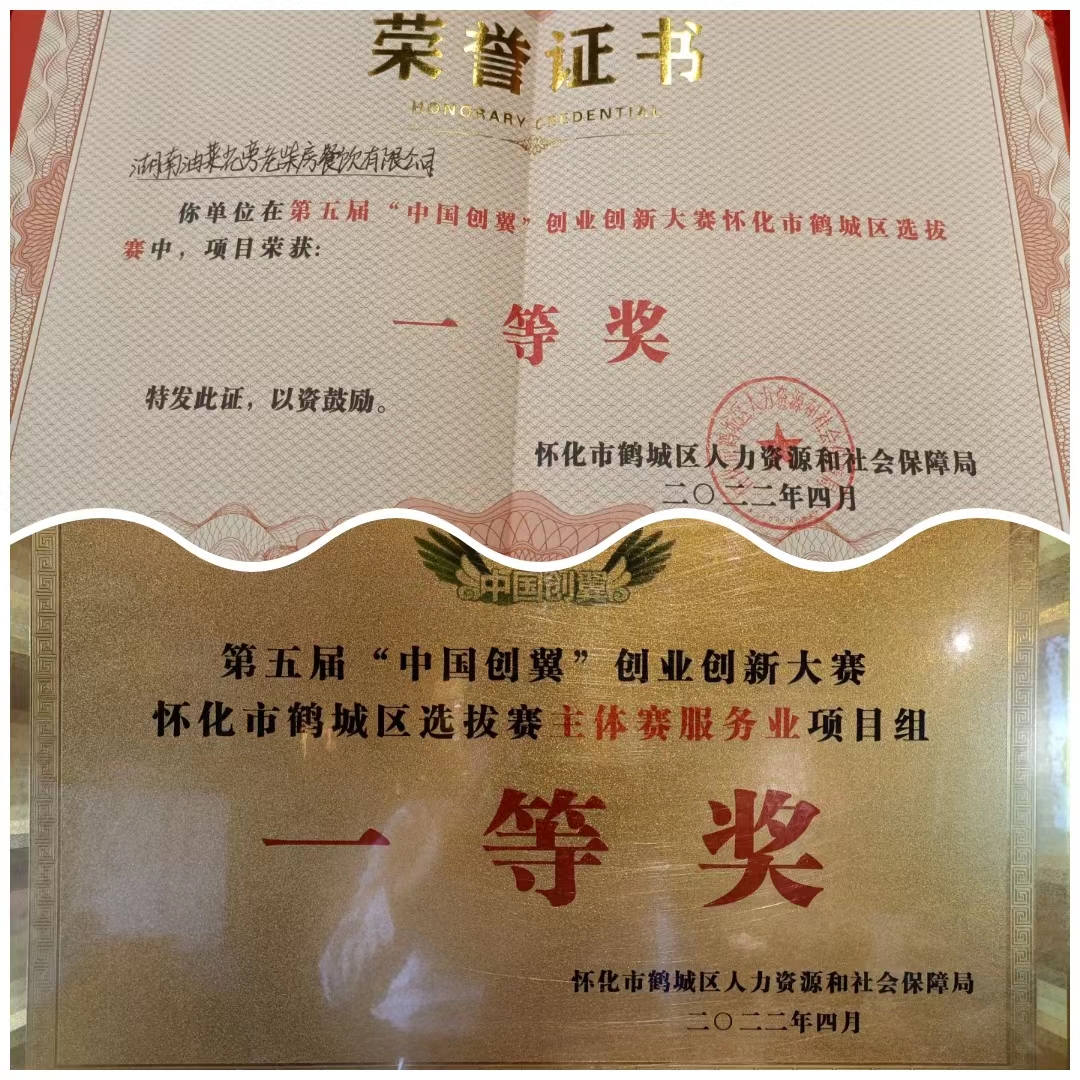 荣誉证书
HONORARY CREDENTIAL
湖南油菜花湾老柴房餐饮有限公司
你单位在第五届“中国创翼”创业创新大赛怀化市鹤城区选拔
赛中，项目荣获：
一等奖
特发此证，以资鼓励。
怀化市鹤城区人力资源和社会保障局
二〇二二年四月
中国创翼
第五届“中国创翼”创业创新大赛
怀化市鹤城区选拔赛主体赛服务业项目组
一等奖
怀化市鹤城区人力资源和社会保障局
二〇二二年四月